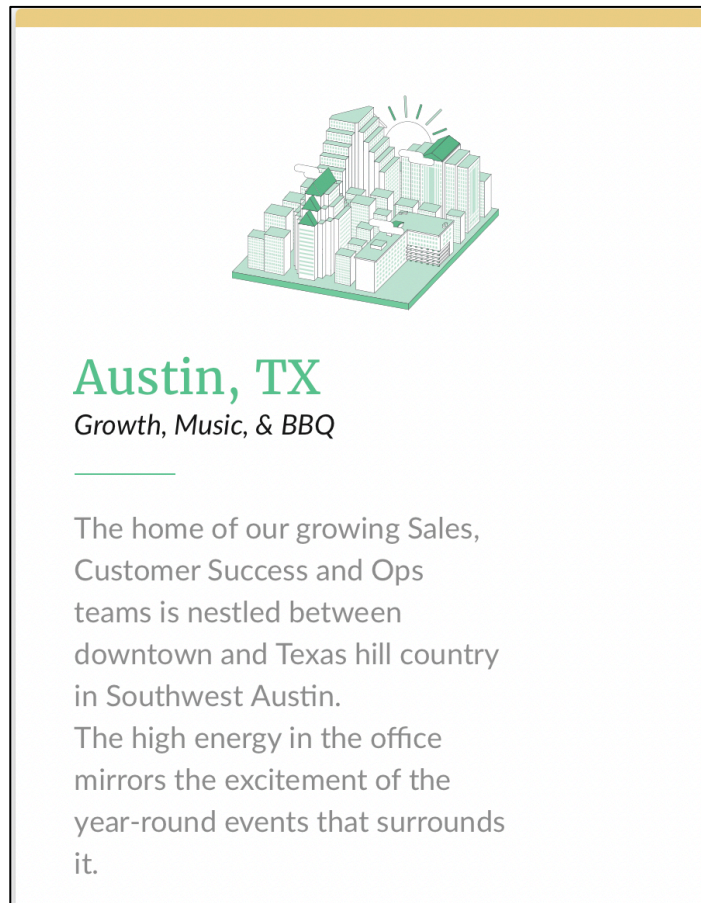 Austin, TX
Growth, Music, & BBQ
The home of our growing Sales,
Customer Success and Ops
teams is nestled between
downtown and Texas hill country
in Southwest Austin.
The high energy in the office
mirrors the excitement of the
year-round events that surrounds
it.